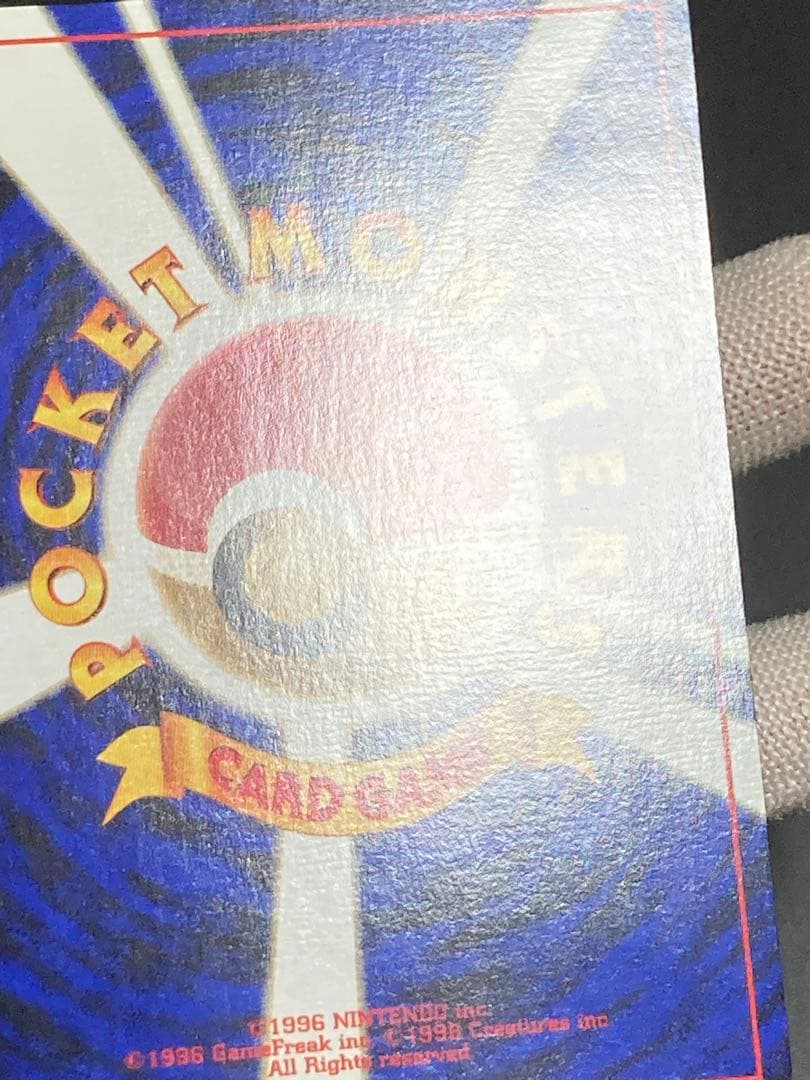 POCKET MONSTERS
CARD GAME
©1996 NINTENDO inc.
©1996 GameFreak inc. ©1996 Creatures inc.
All Rights reserved.